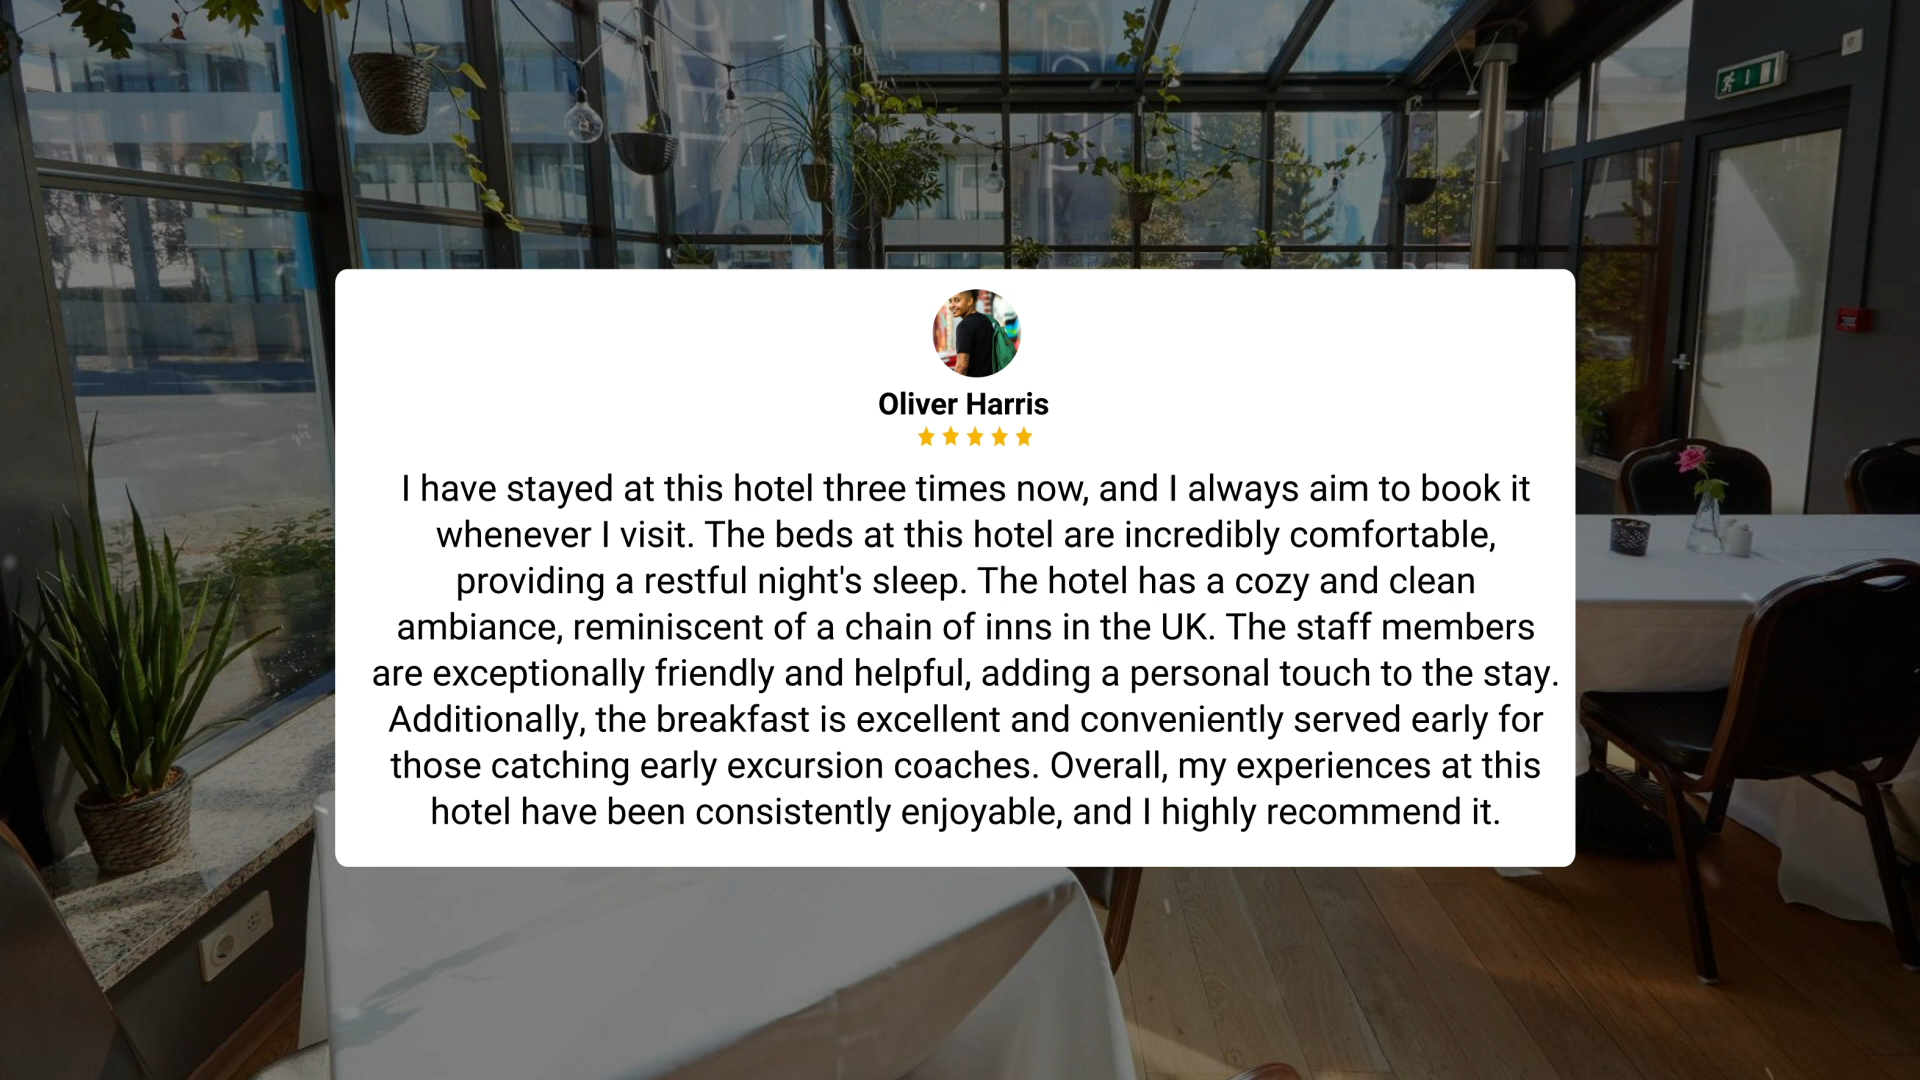 Oliver Harris
I have stayed at this hotel three times now, and I always aim to book it
whenever I visit. The beds at this hotel are incredibly comfortable,
providing a restful night's sleep. The hotel has a cozy and clean
ambiance, reminiscent of a chain of inns in the UK. The staff members
are exceptionally friendly and helpful, adding a personal touch to the stay.
Additionally, the breakfast is excellent and conveniently served early for
those catching early excursion coaches. Overall, my experiences at this
hotel have been consistently enjoyable, and I highly recommend it.